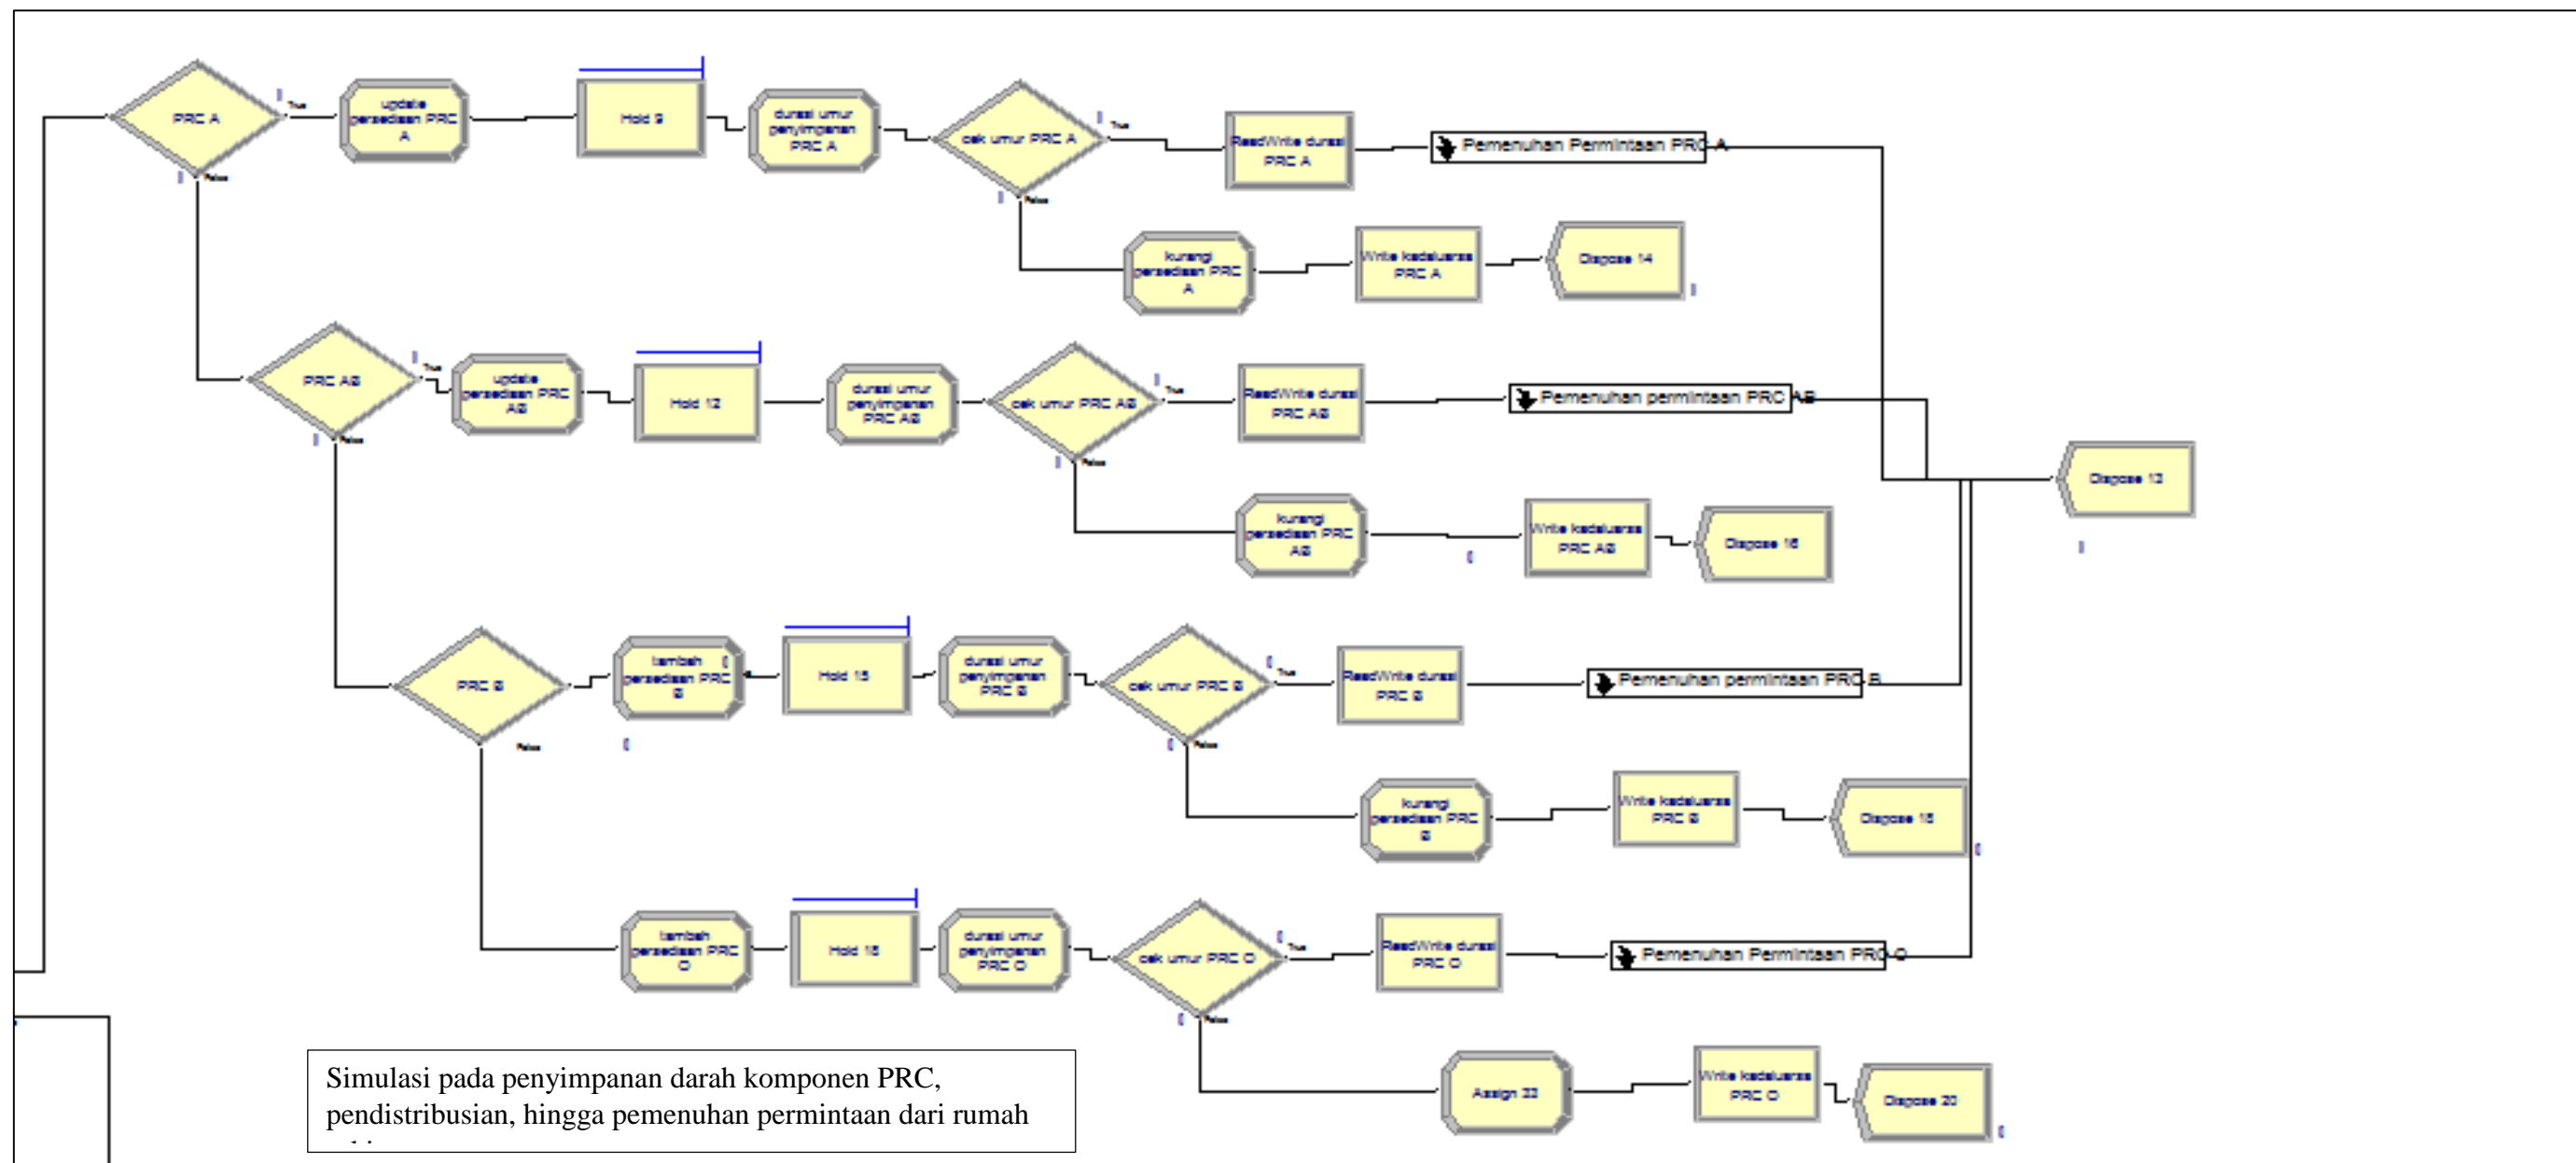 PRC A
True
False
update
persediaan PRC
A
Hold 9
durasi umur
penyimpanan
PRC A
cek umur PRC A
True
False
ReadWrite durasi
PRC A
Pemenuhan Permintaan PRC A
kurangi
persediaan PRC
A
Write kadaluarsa
PRC A
Dispose 14
PRC AB
True
False
update
persediaan PRC
AB
Hold 12
durasi umur
penyimpanan
PRC AB
cek umur PRC AB
True
False
ReadWrite durasi
PRC AB
Pemenuhan permintaan PRC AB
Dispose 13
kurangi
persediaan PRC
AB
Write kadaluarsa
PRC AB
Dispose 16
PRC B
False
tambah
persediaan PRC
B
Hold 15
durasi umur
penyimpanan
PRC B
cek umur PRC B
True
False
ReadWrite durasi
PRC B
Pemenuhan permintaan PRC B
kurangi
persediaan PRC
B
Write kadaluarsa
PRC B
Dispose 18
tambah
persediaan PRC
O
Hold 18
durasi umur
penyimpanan
PRC O
cek umur PRC O
True
False
ReadWrite durasi
PRC O
Pemenuhan Permintaan PRC O
Assign 33
Write kadaluarsa
PRC O
Dispose 20
Simulasi pada penyimpanan darah komponen PRC,
pendistribusian, hingga pemenuhan permintaan dari rumah